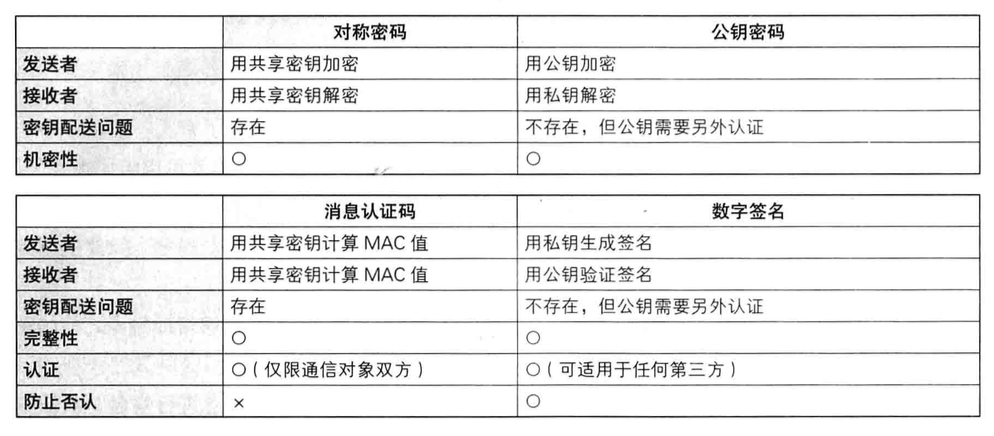 对称密码 公钥密码
发送者 用共享密钥加密 用公钥加密
接收者 用共享密钥解密 用私钥解密
密钥配送问题 存在 不存在，但公钥需要另外认证
机密性 ○ ○
消息认证码 数字签名
发送者 用共享密钥计算 MAC 值 用私钥生成签名
接收者 用共享密钥计算 MAC 值 用公钥验证签名
密钥配送问题 存在 不存在，但公钥需要另外认证
完整性 ○ ○
认证 ○（仅限通信对象双方） ○（可适用于任何第三方）
防止否认 × ○